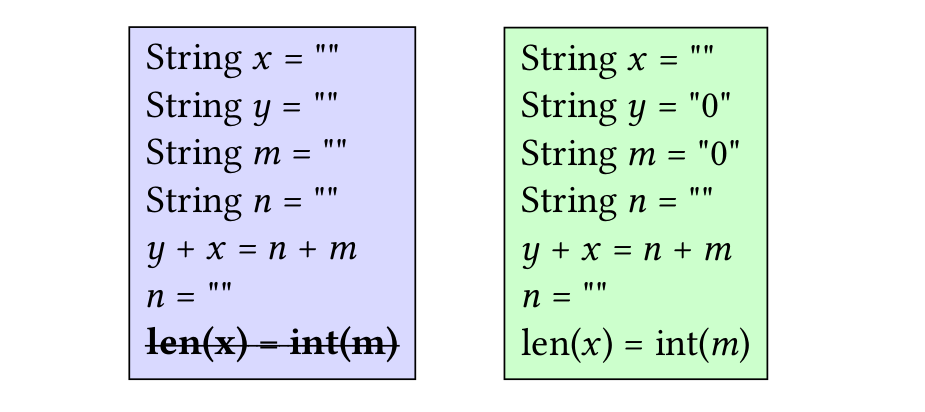 String x = ""
String y = ""
String m = ""
String n = ""
y + x = n + m
n = ""
len(x) = int(m)
String x = ""
String y = "0"
String m = "0"
String n = ""
y + x = n + m
n = ""
len(x) = int(m)